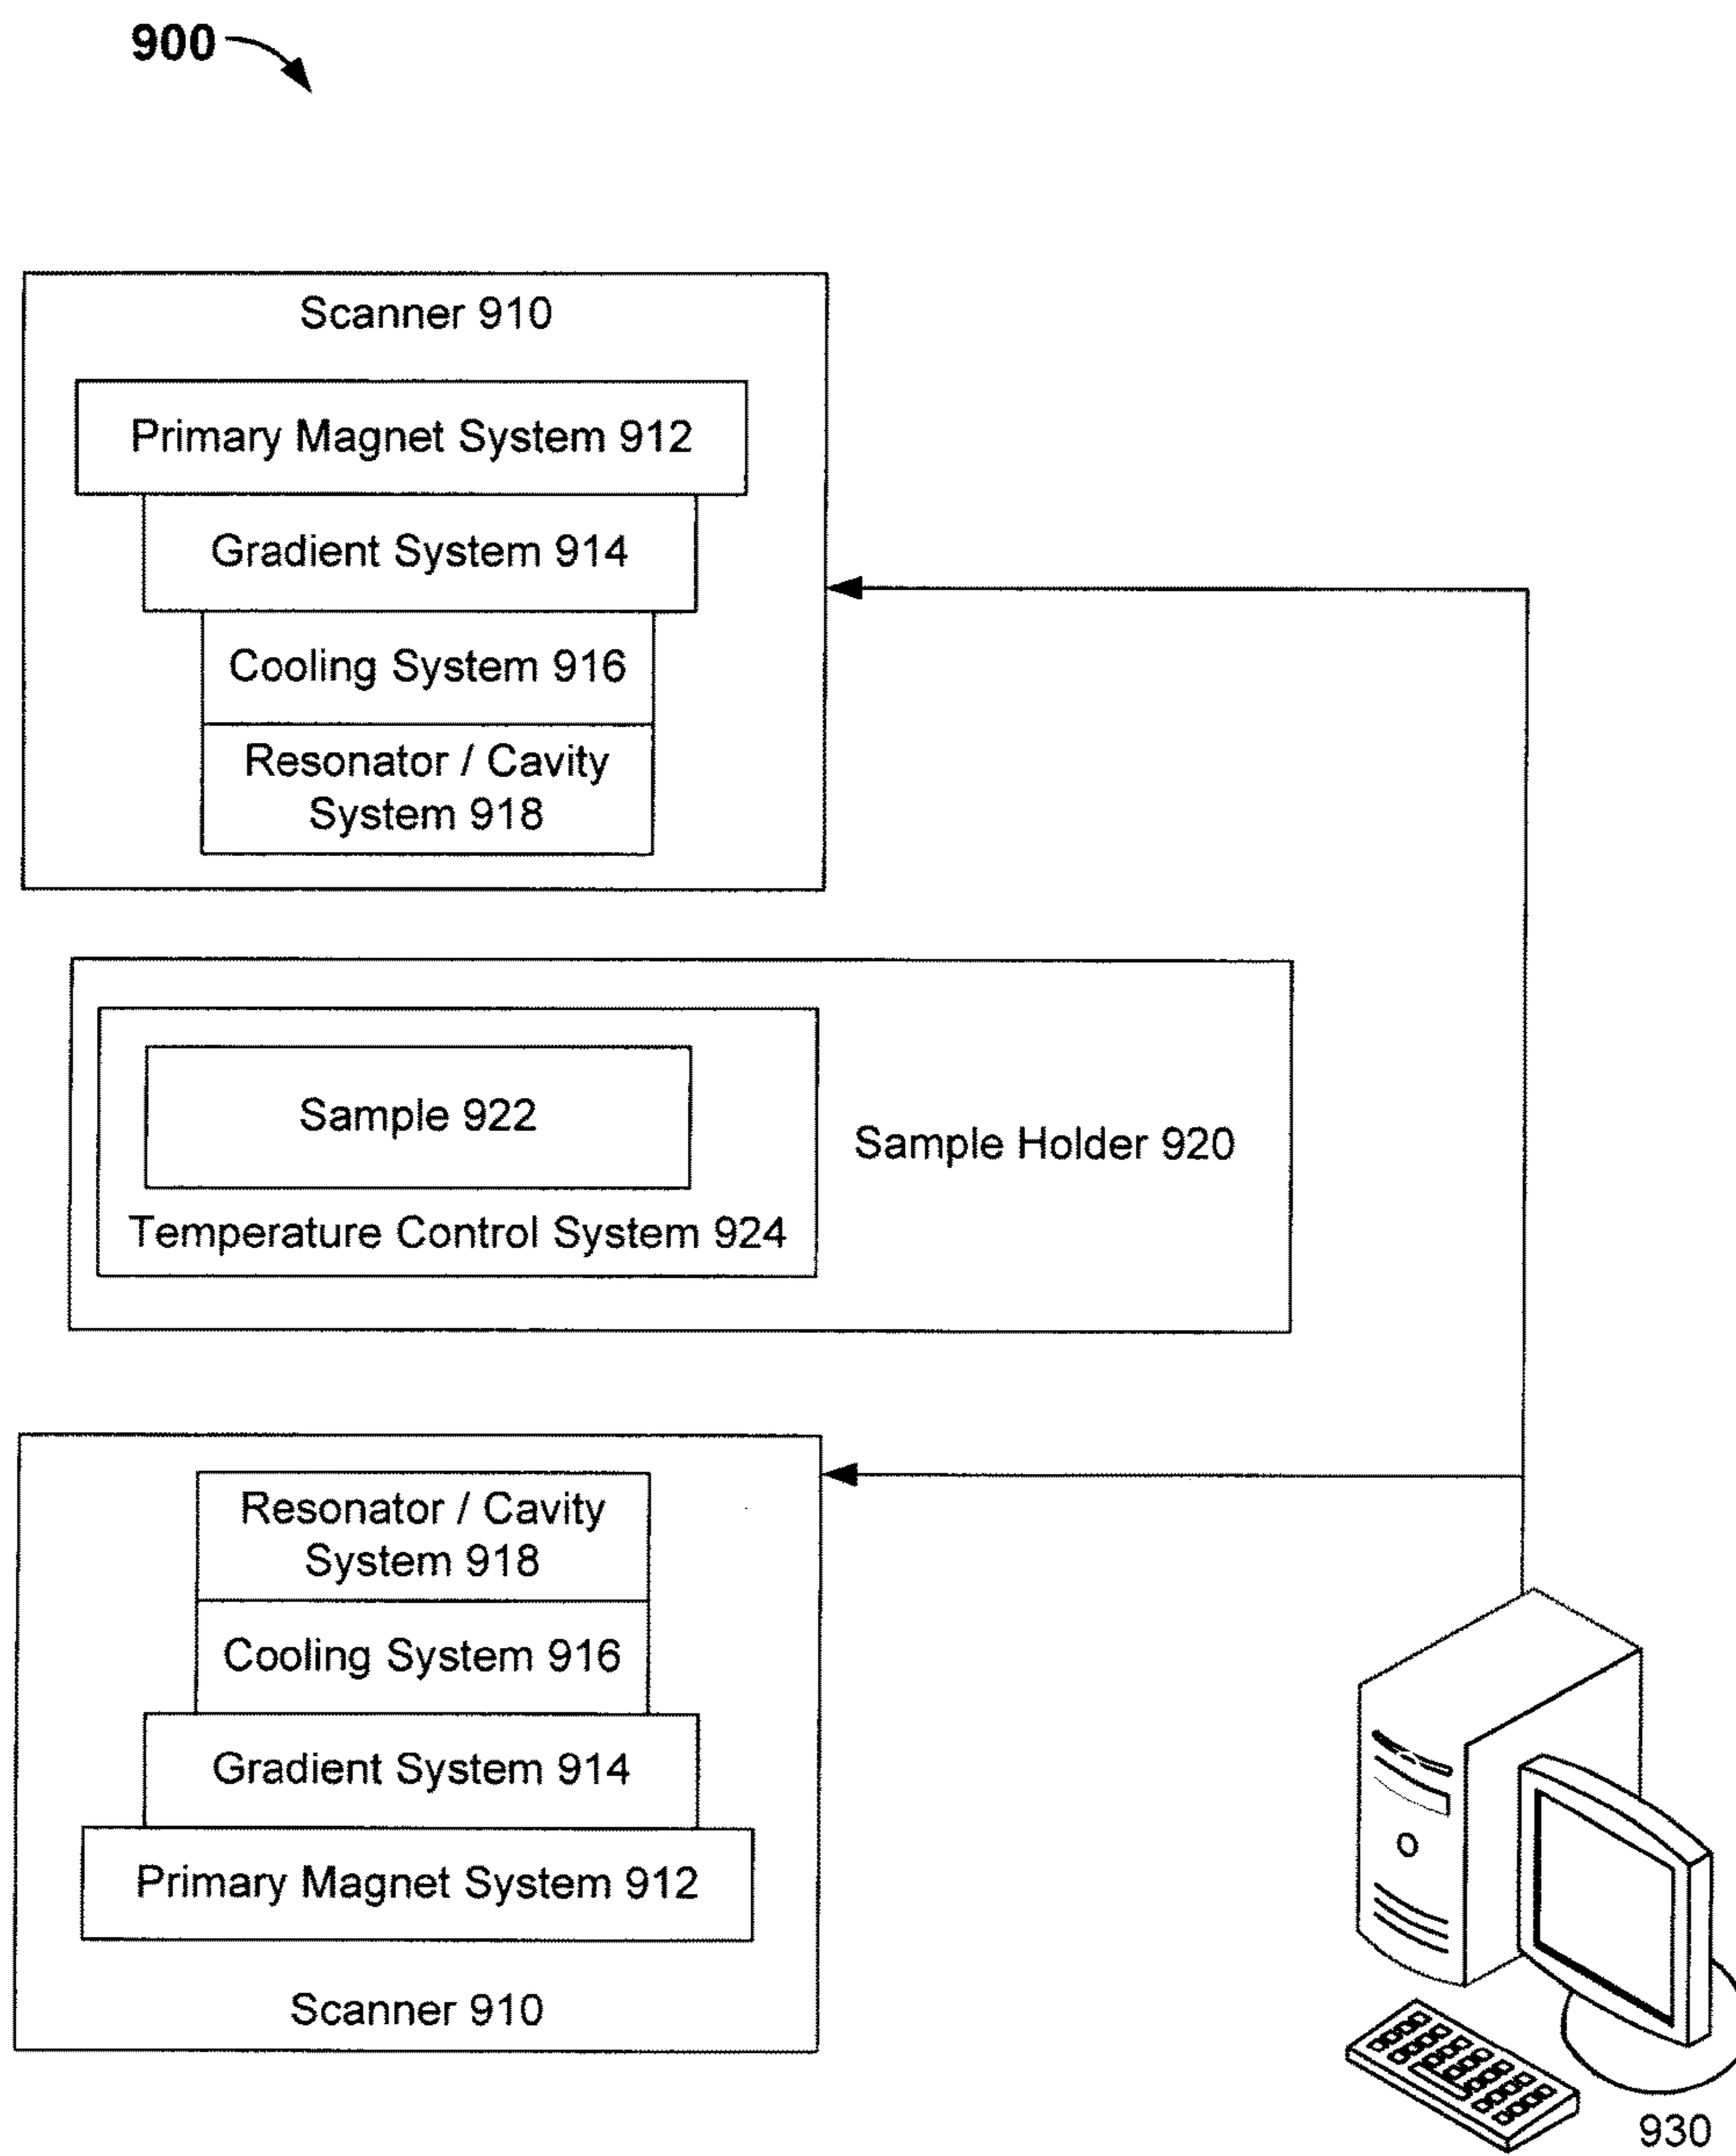 900
Scanner 910
Primary Magnet System 912
Gradient System 914
Cooling System 916
Resonator / Cavity
System 918
Sample 922
Sample Holder 920
Temperature Control System 924
Resonator / Cavity
System 918
Cooling System 916
Gradient System 914
Primary Magnet System 912
Scanner 910
930